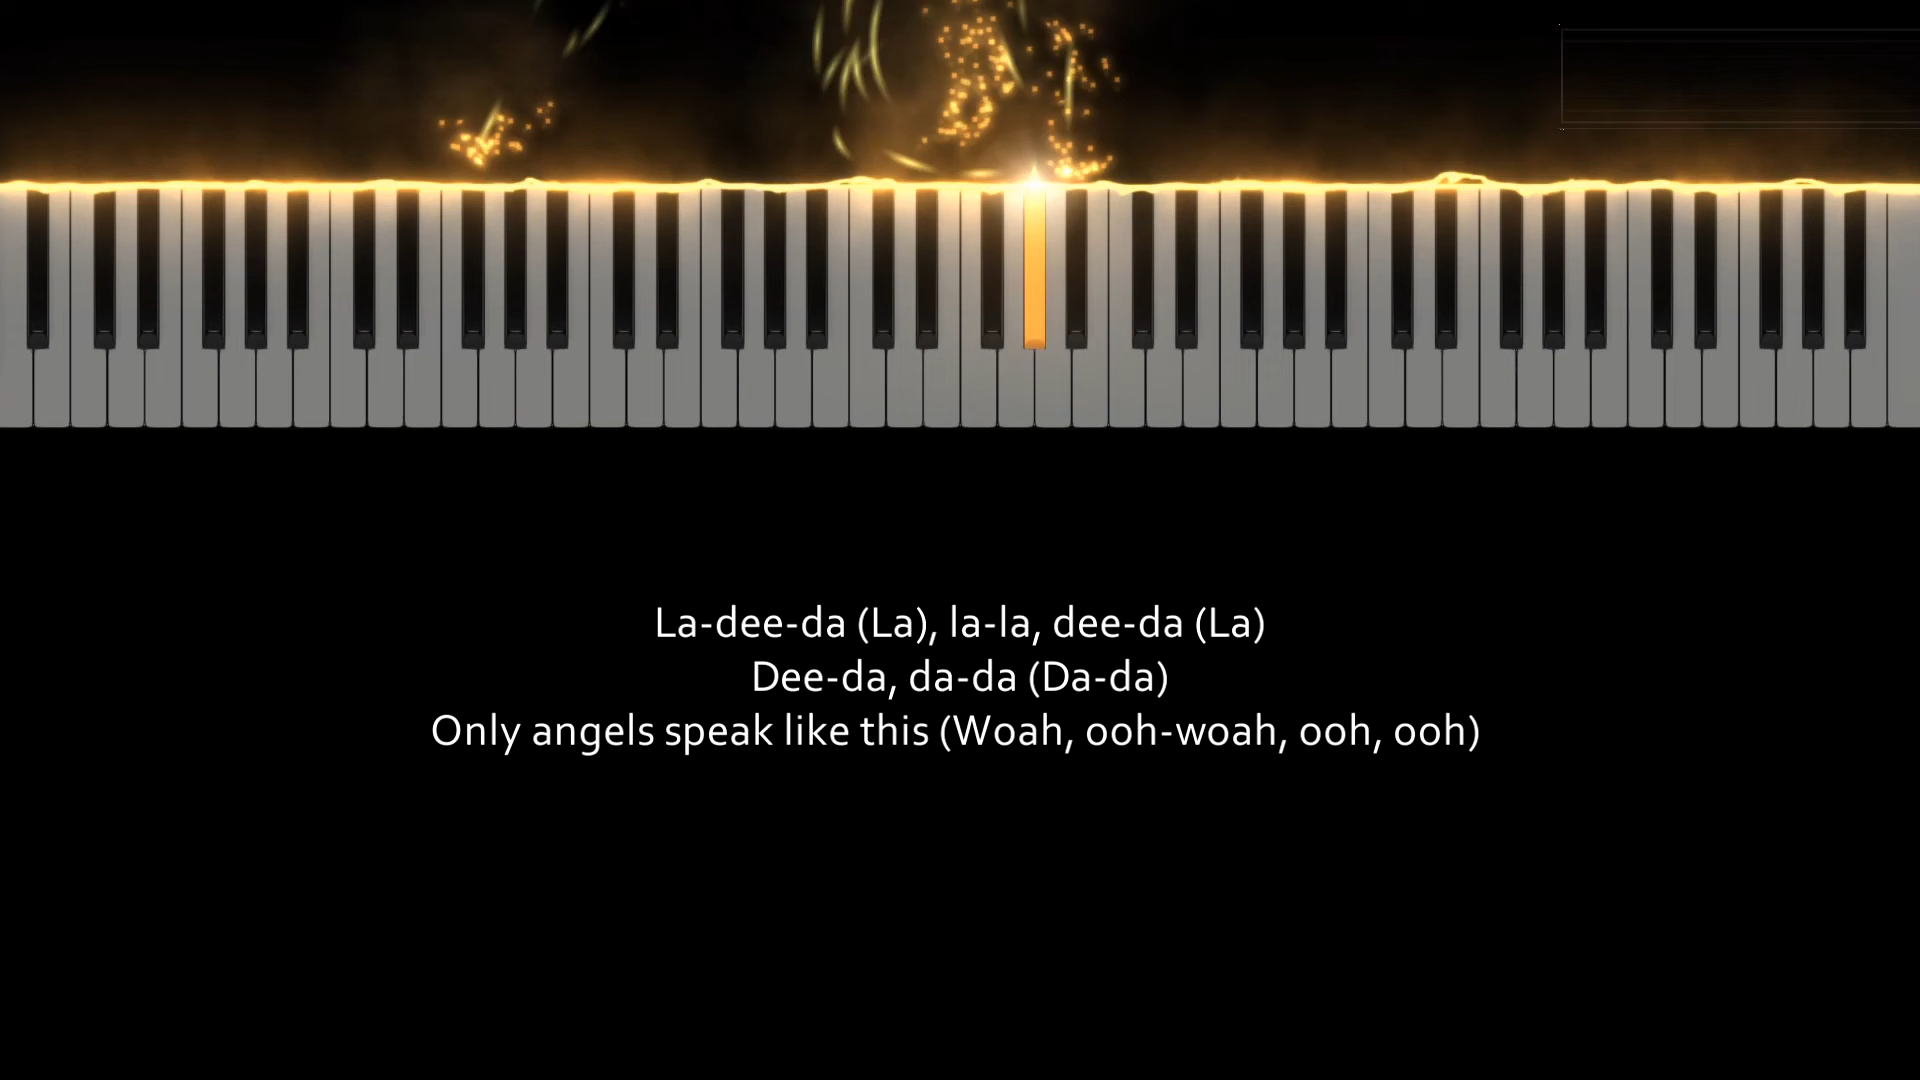 La-dee-da (La), la-la, dee-da (La)
Dee-da, da-da (Da-da)
Only angels speak like this (Woah, ooh-woah, ooh, ooh)